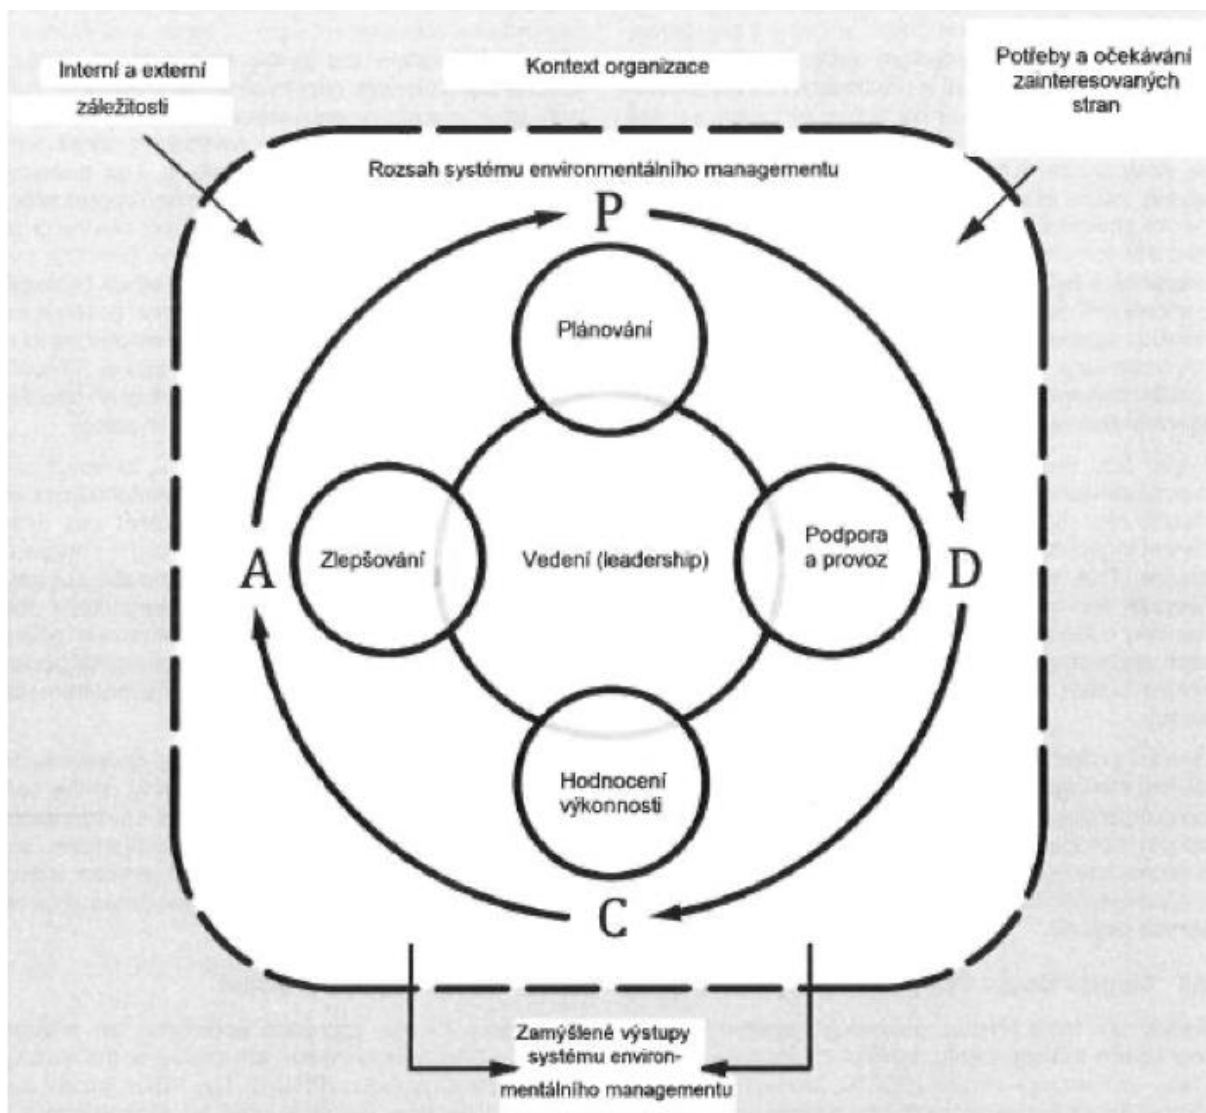 Interní a externí
záležitosti
Kontext organizace
Potřeby a očekávání
zainteresovaných
stran
Rozsah systému environmentálního managementu
P
Plánování
A
Zlepšování
Vedení (leadership)
Podpora
a provoz
D
Hodnocení
výkonnosti
C
Zamýšlené výstupy
systému environ-
mentálního managementu